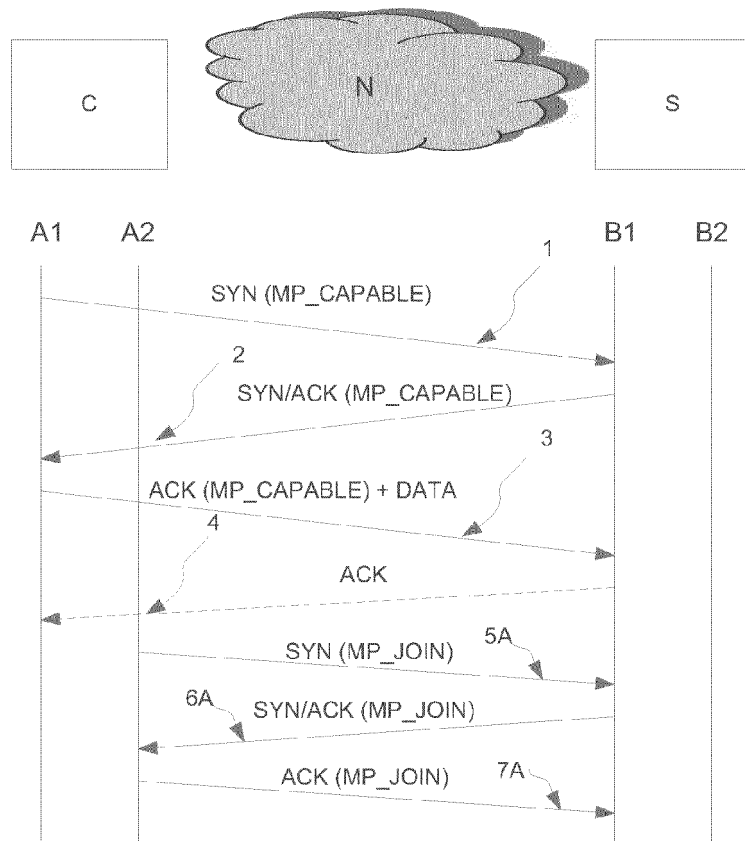 C
N
S
A1 A2 B1 B2
1
SYN (MP_CAPABLE)
2
SYN/ACK (MP_CAPABLE)
3
ACK (MP_CAPABLE) + DATA
4
ACK
SYN (MP_JOIN)
5A
6A
SYN/ACK (MP_JOIN)
ACK (MP_JOIN)
7A